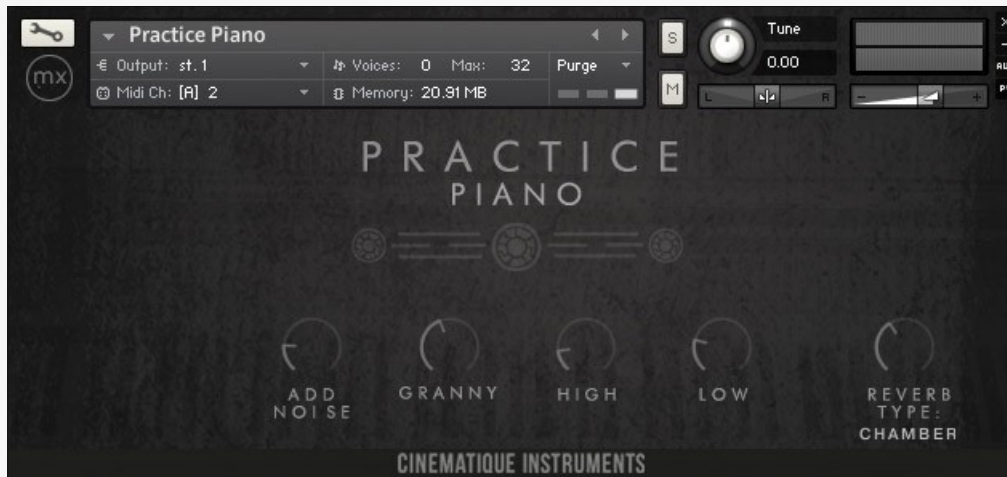 Practice Piano
S
Tune
mx
Output: st. 1
Voices: 0 Max: 32
Purge
0.00
Midi Ch: [A] 2
Memory: 20.91 MB
M
L
R
-
+
PRACTICE
PIANO
ADD
NOISE
GRANNY
HIGH
LOW
REVERB
TYPE:
CHAMBER
CINEMATIQUE INSTRUMENTS